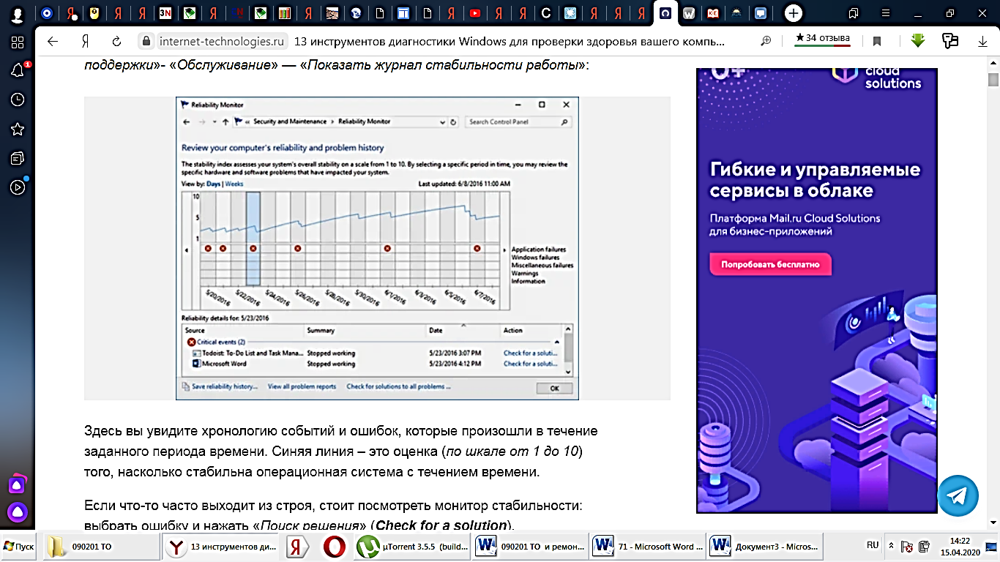 internet-technologies.ru
13 инструментов диагностики Windows для проверки здоровья вашего компь...
★34 отзыва
поддержки»- «Обслуживание» — «Показать журнал стабильности работы»:
Reliability Monitor
« Security and Maintenance › Reliability Monitor
Search Control Panel
Review your computer's reliability and problem history
The stability index assesses your system's overall stability on a scale from 1 to 10. By selecting a specific period in time, you may review the
specific hardware and software problems that have impacted your system.
View by: Days | Weeks
Last updated: 6/8/2016 11:00 AM
10
5
1
Application failures
Windows failures
Miscellaneous failures
Warnings
Information
5/20/2016 5/22/2016 5/24/2016 5/26/2016 5/28/2016 5/30/2016 6/1/2016 6/3/2016 6/5/2016 6/7/2016
Reliability details for: 5/23/2016
Source Summary Date Action
Critical events (2)
Todoist: To-Do List and Task Mana... Stopped working 5/23/2016 3:07 PM Check for a soluti...
Microsoft Word Stopped working 5/23/2016 4:12 PM Check for a soluti...
Save reliability history... View all problem reports Check for solutions to all problems ...
OK
Здесь вы увидите хронологию событий и ошибок, которые произошли в течение
заданного периода времени. Синяя линия – это оценка (по шкале от 1 до 10)
того, насколько стабильна операционная система с течением времени.
Если что-то часто выходит из строя, стоит посмотреть монитор стабильности:
выбрать ошибку и нажать «Поиск решения» (Check for a solution).
cloud
solutions
Гибкие и управляемые
сервисы в облаке
Платформа Mail.ru Cloud Solutions
для бизнес-приложений
Попробовать бесплатно
Пуск
090201 ТО
13 инструментов ди...
µTorrent 3.5.5 (build...
090201 ТО и ремон...
71 - Microsoft Word ...
Документ3 - Micros...
RU
14:22
15.04.2020